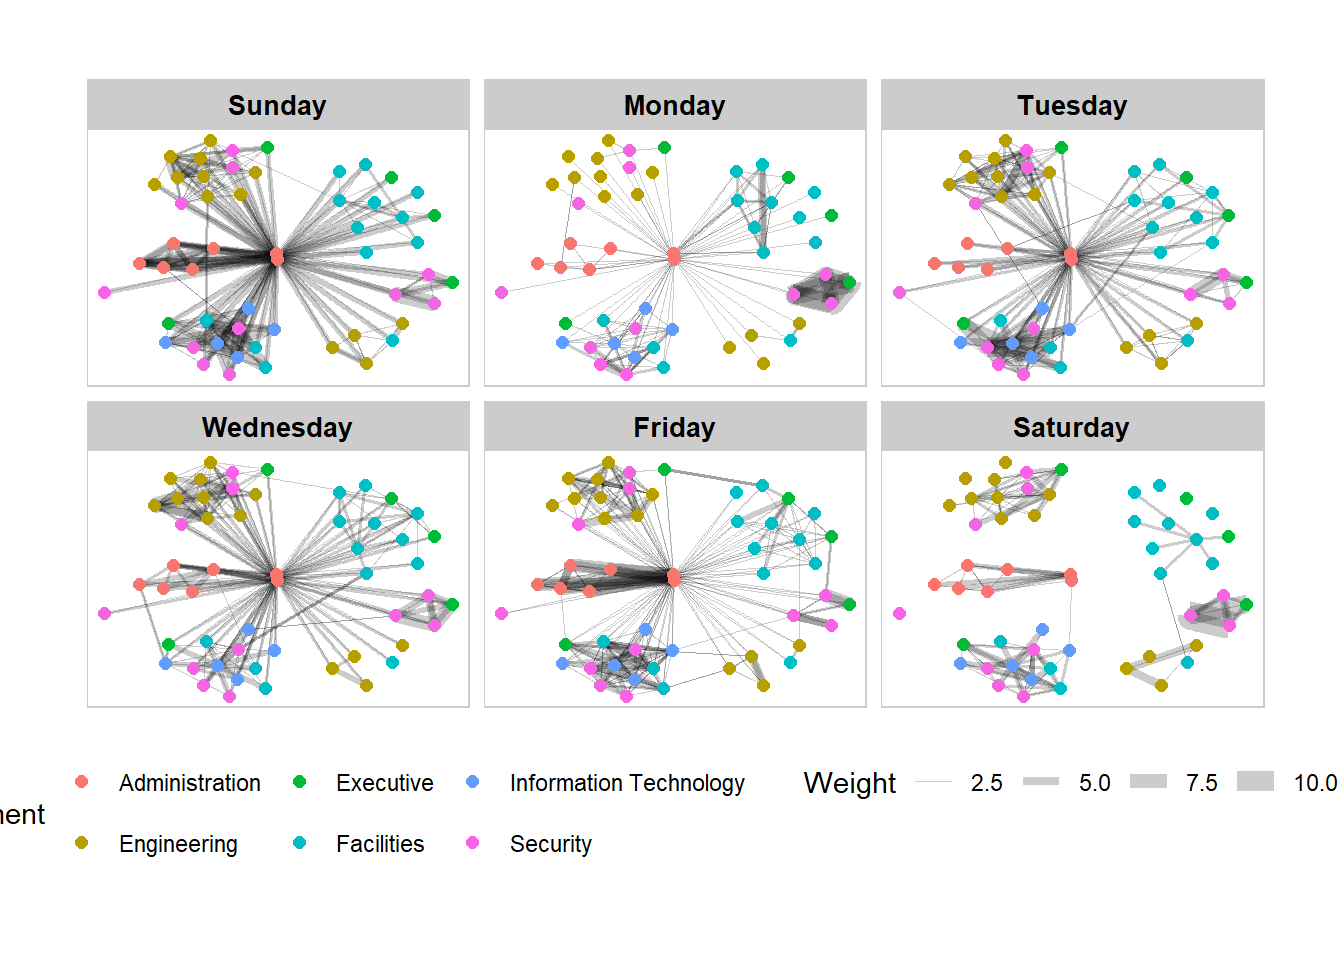 Sunday Monday Tuesday
Wednesday Friday Saturday
Administration Executive Information Technology Weight 2.5 5.0 7.5 10.0
Engineering Facilities Security